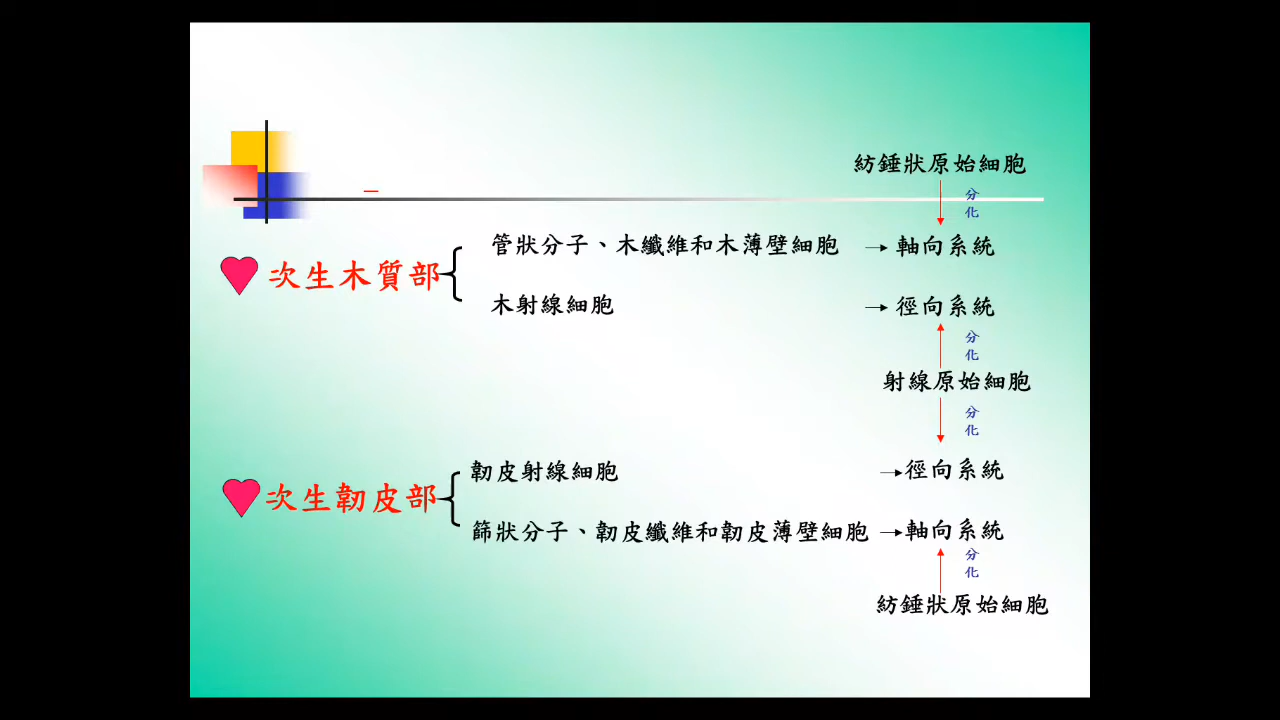 紡錘狀原始細胞
分
化
管狀分子、木纖維和木薄壁細胞 → 軸向系統
次生木質部
木射線細胞 → 徑向系統
分
化
射線原始細胞
分
化
韌皮射線細胞 → 徑向系統
次生韌皮部
篩狀分子、韌皮纖維和韌皮薄壁細胞 → 軸向系統
分
化
紡錘狀原始細胞